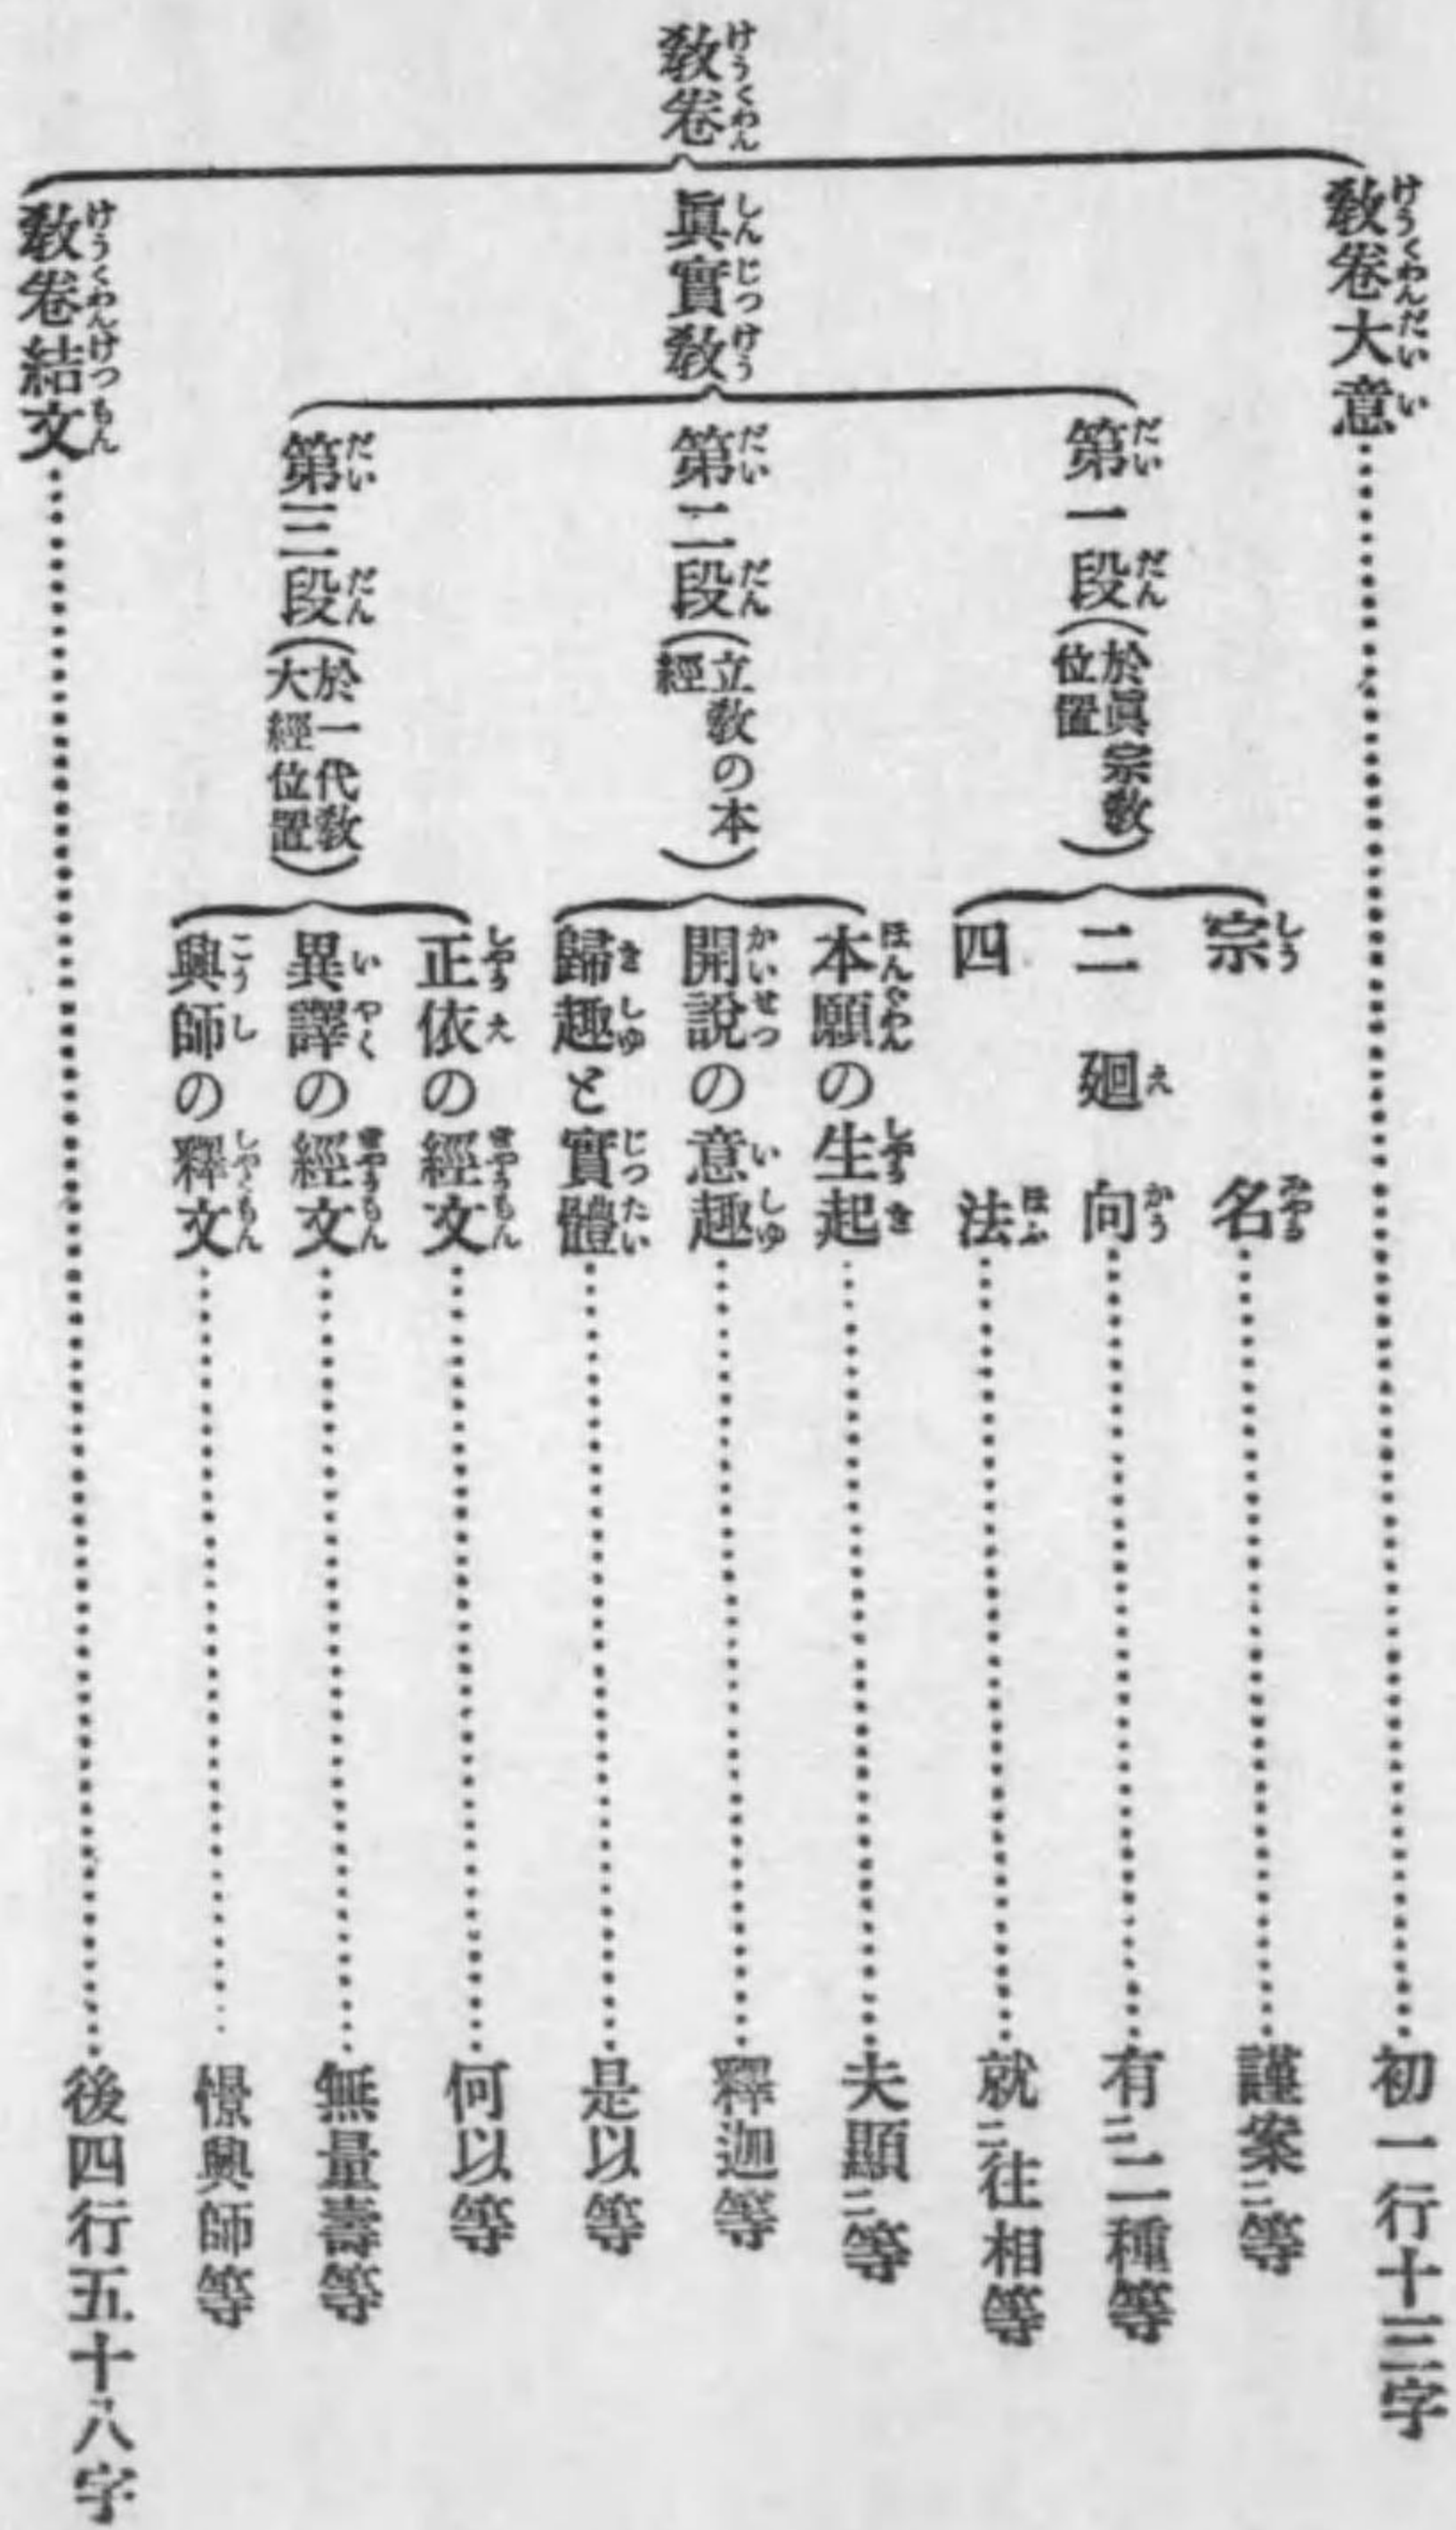 敎卷
敎卷大意……初一行十三字
眞實敎
第一段(於眞宗敎位置)
宗名……謹案ニ等
二廻向……有ニ二種等
四法……就ニ往相等
第二段(立敎の本經)
本願の生起……夫顯ニ等
開說の意趣……釋迦等
歸趣と實體……是以等
第三段(於一代敎大經位置)
正依の經文……何以等
異譯の經文……無量壽等
興師の釋文……憬興師等
敎卷結文……後四行五十八字